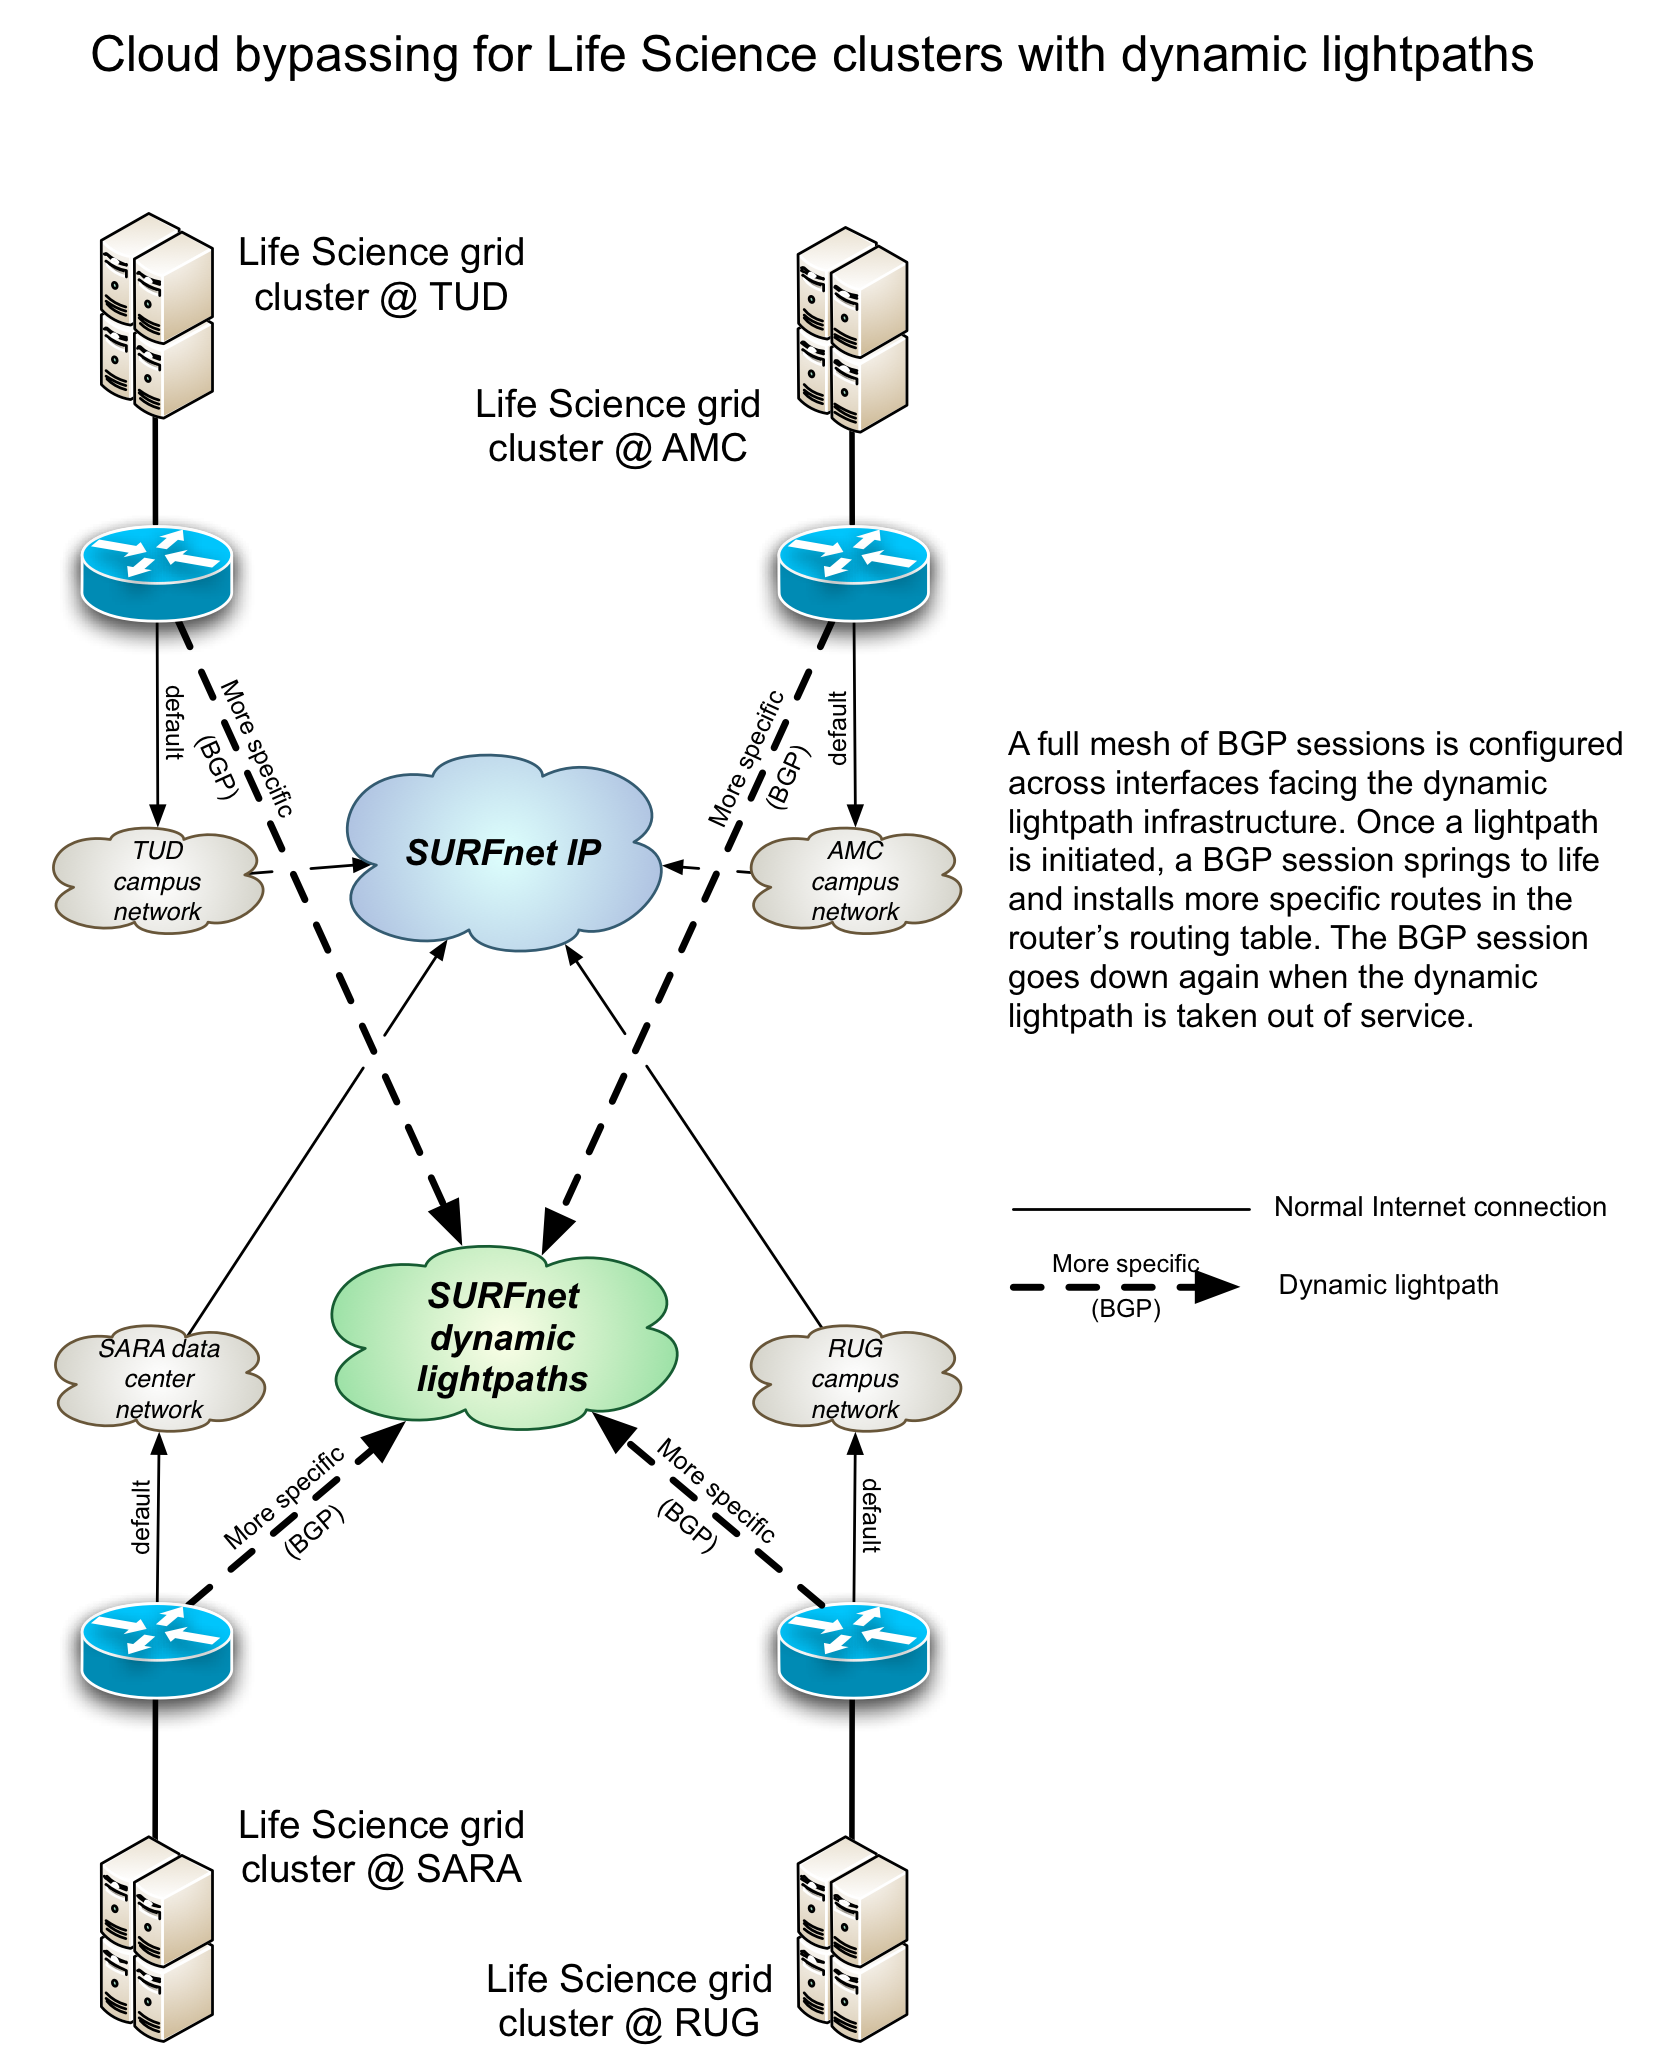 Cloud bypassing for Life Science clusters with dynamic lightpaths
Life Science grid
cluster @ TUD
Life Science grid
cluster @ AMC
default
More specific
(BGP)
More specific
(BGP)
default
TUD
campus
network
SURFnet IP
AMC
campus
network
A full mesh of BGP sessions is configured
across interfaces facing the dynamic
lightpath infrastructure. Once a lightpath
is initiated, a BGP session springs to life
and installs more specific routes in the
router’s routing table. The BGP session
goes down again when the dynamic
lightpath is taken out of service.
Normal Internet connection
More specific
(BGP)
Dynamic lightpath
SARA data
center
network
SURFnet
dynamic
lightpaths
RUG
campus
network
default
More specific
(BGP)
More specific
(BGP)
default
Life Science grid
cluster @ SARA
Life Science grid
cluster @ RUG